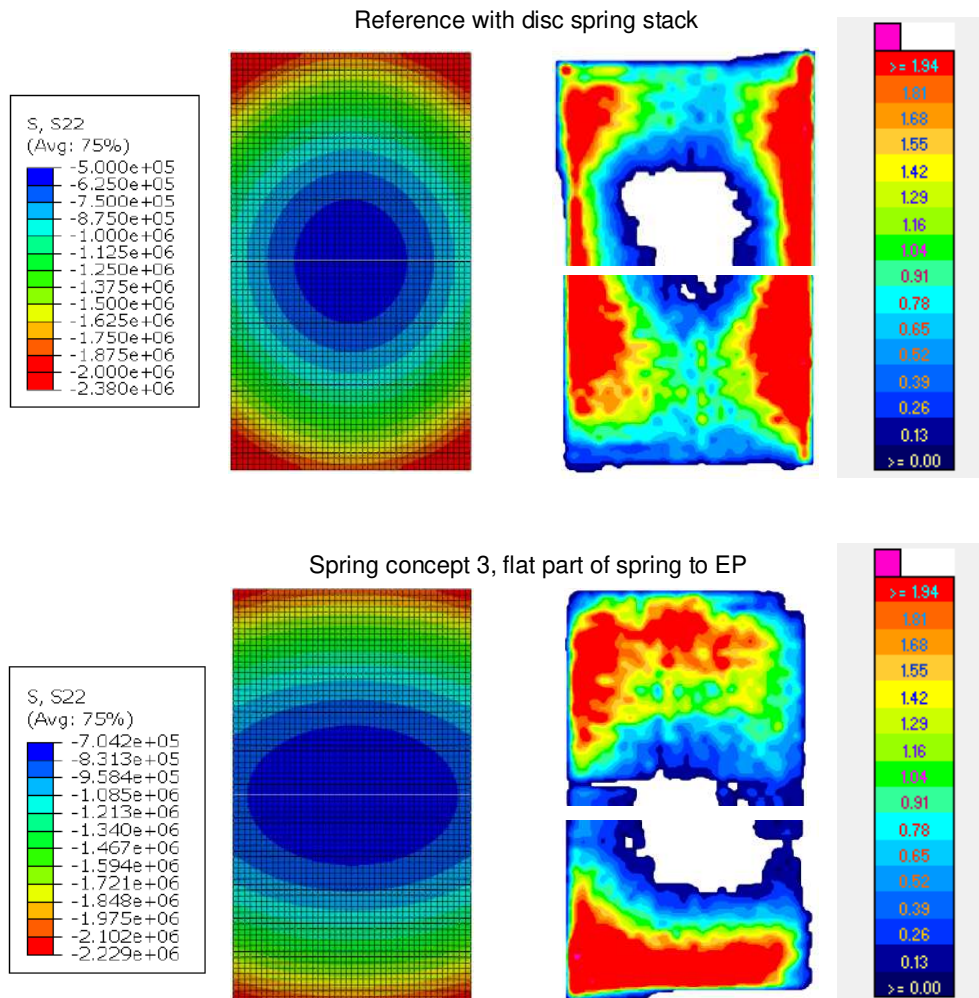 Reference with disc spring stack
S, S22
(Avg: 75%)
-5.000e+05
-6.250e+05
-7.500e+05
-8.750e+05
-1.000e+06
-1.125e+06
-1.250e+06
-1.375e+06
-1.500e+06
-1.625e+06
-1.750e+06
-1.875e+06
-2.000e+06
-2.380e+06
>= 1.94
1.81
1.68
1.55
1.42
1.29
1.16
1.04
0.91
0.78
0.65
0.52
0.39
0.26
0.13
>= 0.00
Spring concept 3, flat part of spring to EP
S, S22
(Avg: 75%)
-7.042e+05
-8.313e+05
-9.584e+05
-1.085e+06
-1.213e+06
-1.340e+06
-1.467e+06
-1.594e+06
-1.721e+06
-1.848e+06
-1.975e+06
-2.102e+06
-2.229e+06
>= 1.94
1.81
1.68
1.55
1.42
1.29
1.16
1.04
0.91
0.78
0.65
0.52
0.39
0.26
0.13
>= 0.00